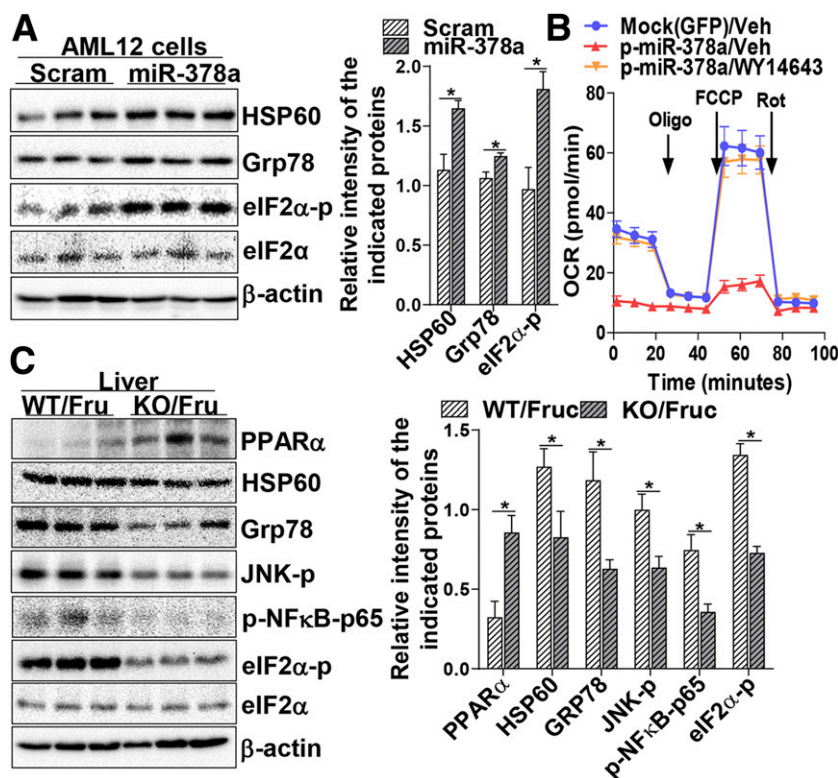 A
AML12 cells
Scram miR-378a
HSP60
Grp78
eIF2α-p
eIF2α
β-actin
Scram
miR-378a
Relative intensity of the
indicated proteins
2.0
1.5
1.0
0.5
0.0
* * *
HSP60 Grp78 eIF2α-p
B
Mock(GFP)/Veh
p-miR-378a/Veh
p-miR-378a/WY14643
OCR (pmol/min)
80
60
40
20
0
Oligo FCCP Rot
0 20 40 60 80 100
Time (minutes)
C
Liver
WT/Fru KO/Fru
PPARα
HSP60
Grp78
JNK-p
p-NFκB-p65
eIF2α-p
eIF2α
β-actin
WT/Fruc KO/Fruc
Relative intensity of the
indicated proteins
1.5
1.0
0.5
0.0
* * * * * *
PPARα HSP60 GRP78 JNK-p p-NFκB-p65 eIF2α-p